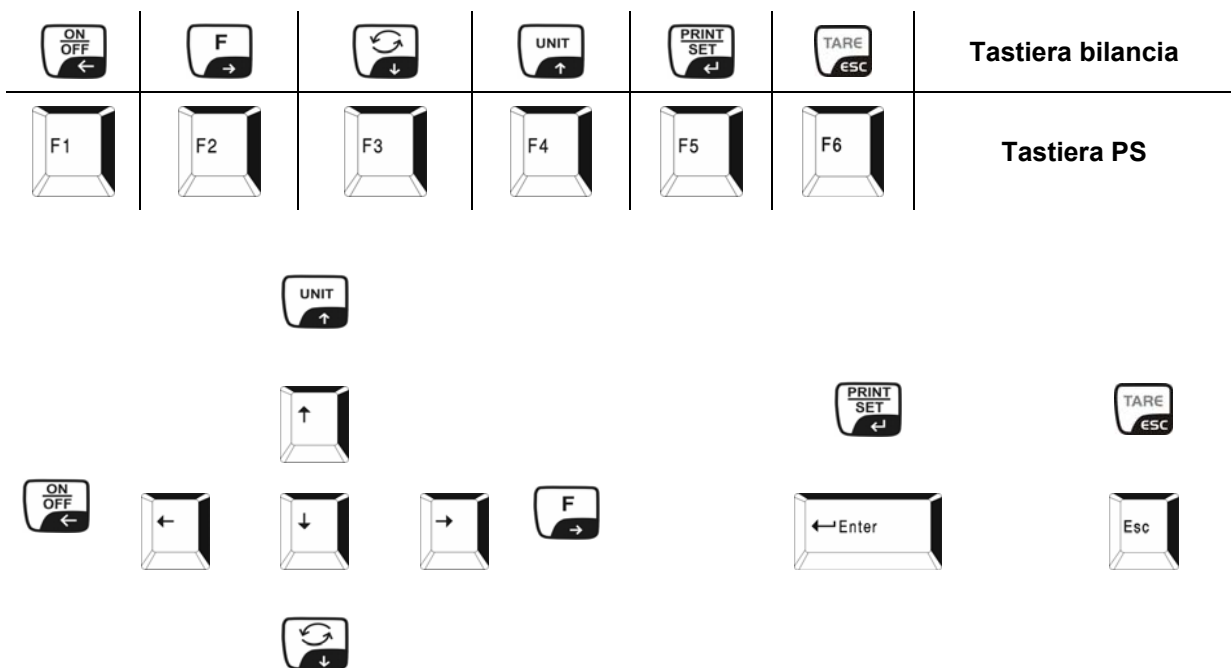 ON OFF ← F → ↓ UNIT ↑ PRINT SET ↵ TARE ESC Tastiera bilancia
F1 F2 F3 F4 F5 F6 Tastiera PS
UNIT ↑
↑ PRINT SET ↵ TARE ESC
ON OFF ← ← ↓ → F → ↵ Enter Esc
↓